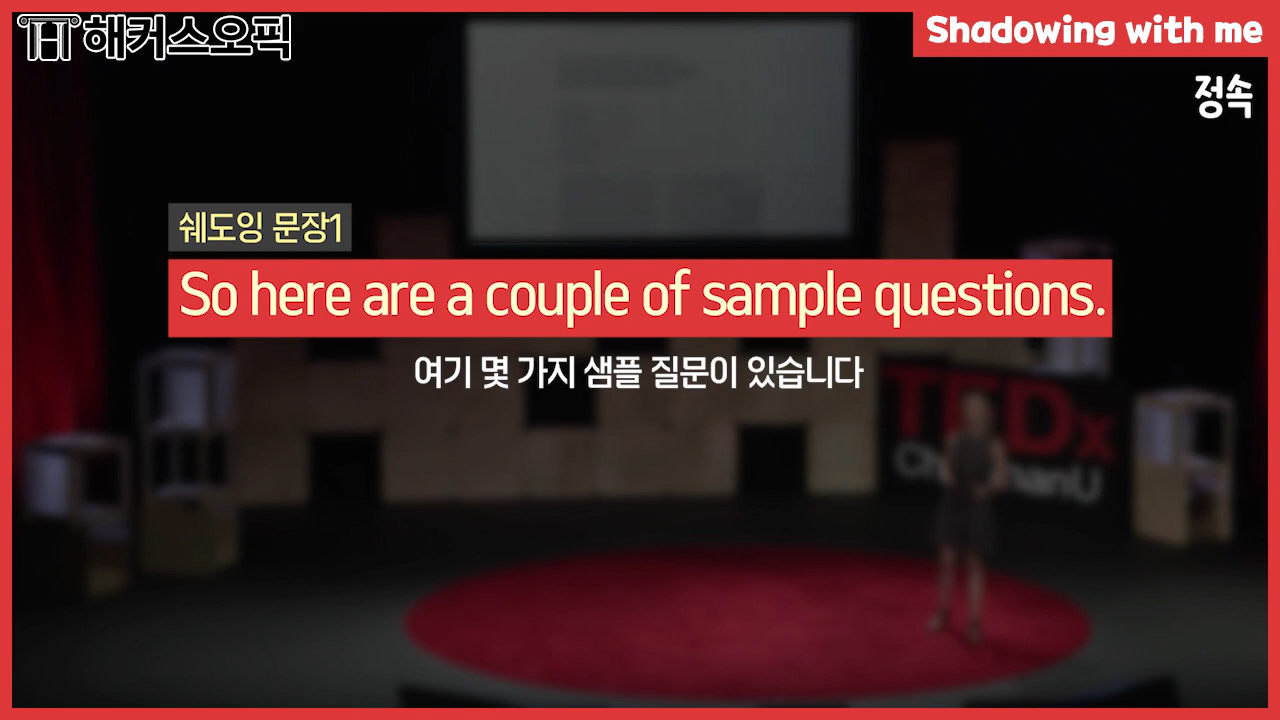 해커스오픽
Shadowing with me
정속
쉐도잉 문장1
So here are a couple of sample questions.
여기 몇 가지 샘플 질문이 있습니다
TEDx